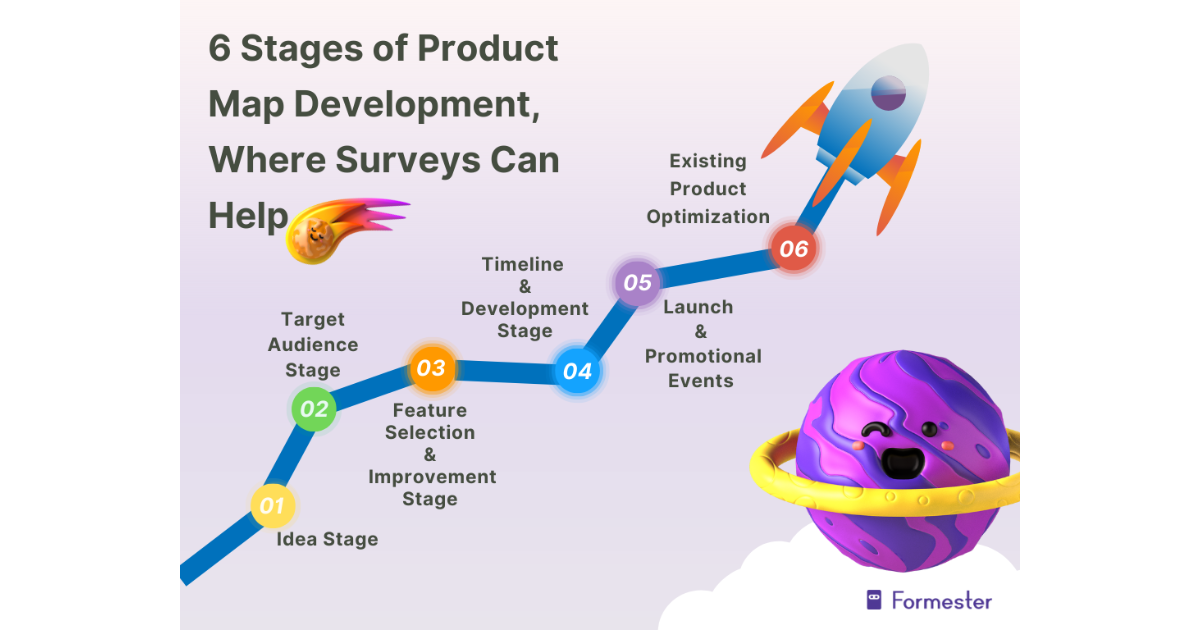 6 Stages of Product
Map Development,
Where Surveys Can
Help
01
Idea Stage
Target
Audience
Stage
02
03
Feature
Selection
&
Improvement
Stage
Timeline
&
Development
Stage
04
05
Launch
&
Promotional
Events
Existing
Product
Optimization
06
Formester